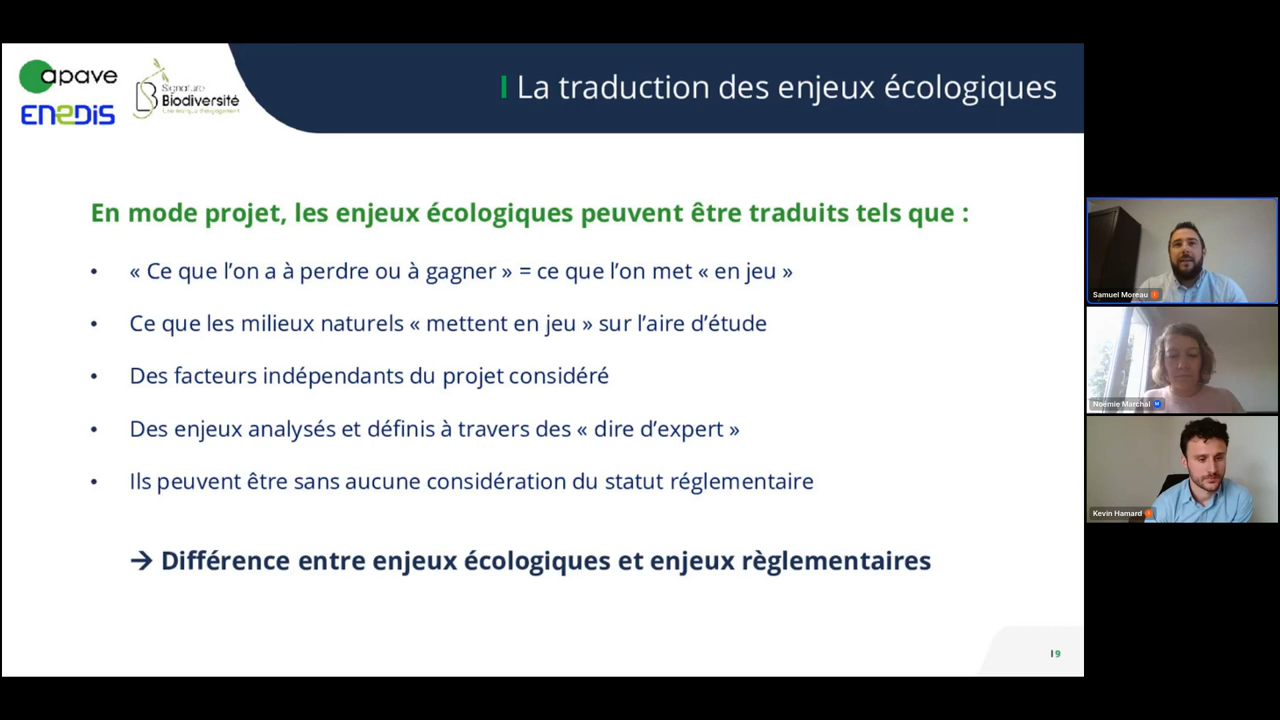 apave
ENEDIS
Signature
Biodiversité
La traduction des enjeux écologiques
En mode projet, les enjeux écologiques peuvent être traduits tels que :
• « Ce que l’on a à perdre ou à gagner » = ce que l’on met « en jeu »
• Ce que les milieux naturels « mettent en jeu » sur l’aire d’étude
• Des facteurs indépendants du projet considéré
• Des enjeux analysés et définis à travers des « dire d’expert »
• Ils peuvent être sans aucune considération du statut réglementaire
→ Différence entre enjeux écologiques et enjeux règlementaires
9
Samuel Moreau
Noémie Marchal
Kevin Hamard